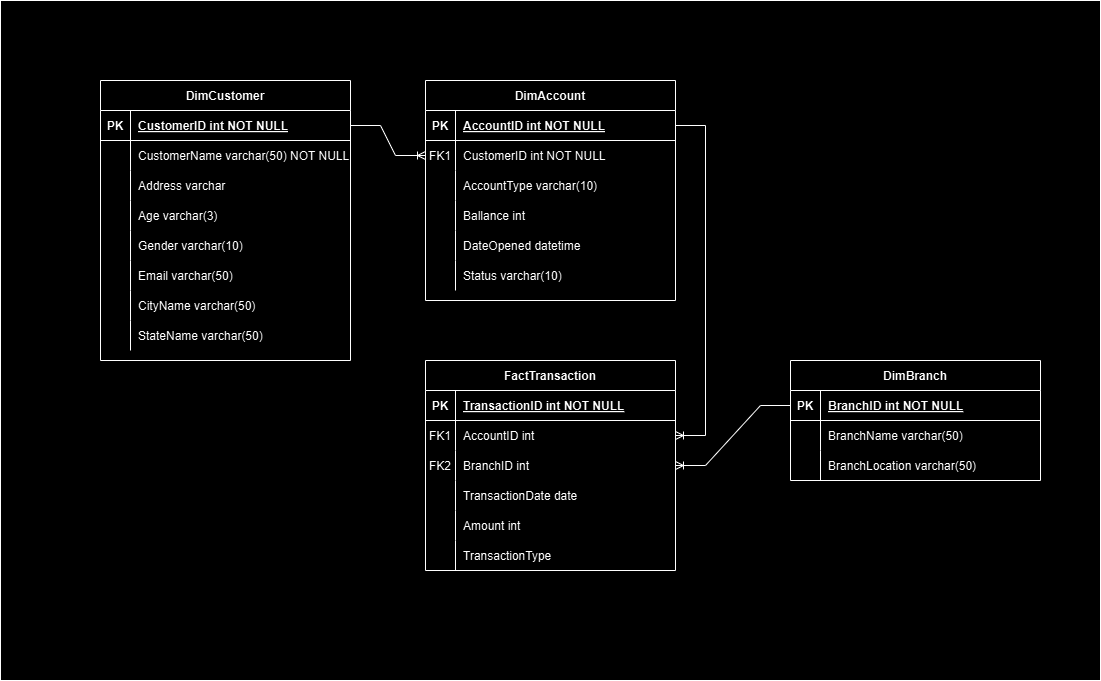 DimCustomer
PK CustomerID int NOT NULL
CustomerName varchar(50) NOT NULL
Address varchar
Age varchar(3)
Gender varchar(10)
Email varchar(50)
CityName varchar(50)
StateName varchar(50)
DimAccount
PK AccountID int NOT NULL
FK1 CustomerID int NOT NULL
AccountType varchar(10)
Ballance int
DateOpened datetime
Status varchar(10)
FactTransaction
PK TransactionID int NOT NULL
FK1 AccountID int
FK2 BranchID int
TransactionDate date
Amount int
TransactionType
DimBranch
PK BranchID int NOT NULL
BranchName varchar(50)
BranchLocation varchar(50)